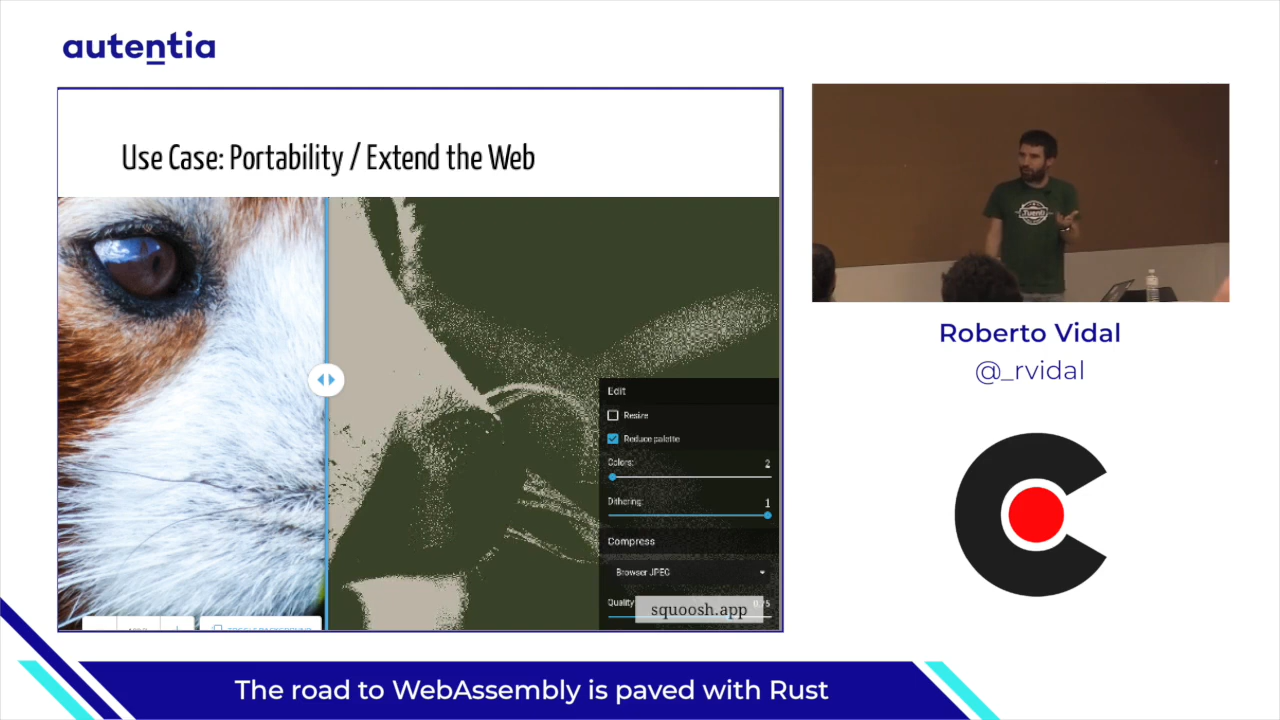 autentia
Use Case: Portability / Extend the Web
Edit
Resize
Reduce palette
Colors:
2
Dithering:
1
Compress
Browser JPEG
Quality
squoosh.app
Tuenti
Roberto Vidal
@_rvidal
The road to WebAssembly is paved with Rust